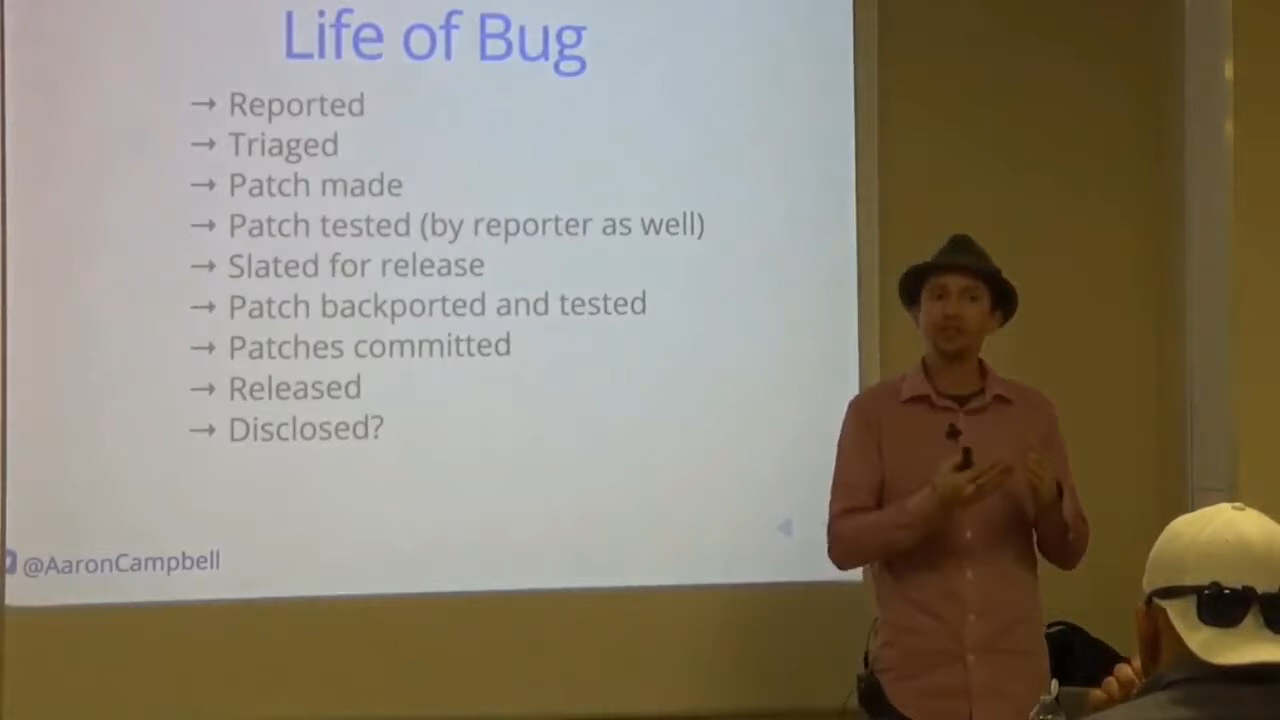 Life of Bug
→ Reported
→ Triaged
→ Patch made
→ Patch tested (by reporter as well)
→ Slated for release
→ Patch backported and tested
→ Patches committed
→ Released
→ Disclosed?
@AaronCampbell